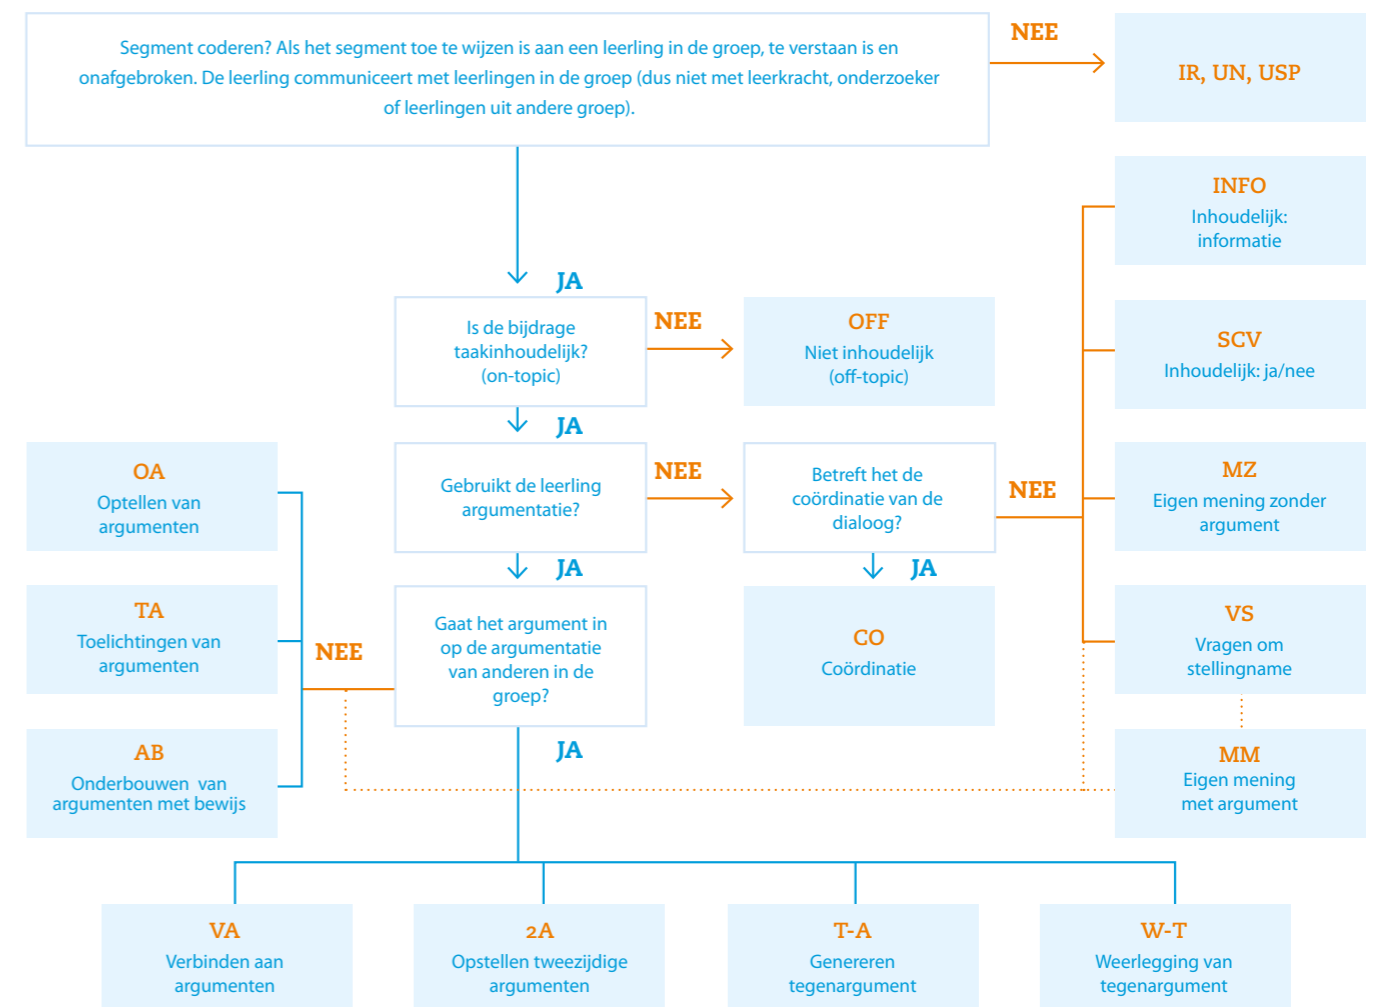 Segment coderen? Als het segment toe te wijzen is aan een leerling in de groep, te verstaan is en
onafgebroken. De leerling communiceert met leerlingen in de groep (dus niet met leerkracht, onderzoeker
of leerlingen uit andere groep).
NEE
IR, UN, USP
JA
Is de bijdrage
taakinhoudelijk?
(on-topic)
NEE
OFF
Niet inhoudelijk
(off-topic)
INFO
Inhoudelijk:
informatie
SCV
Inhoudelijk: ja/nee
JA
Gebruikt de leerling
argumentatie?
NEE
Betreft het de
coördinatie van de
dialoog?
NEE
MZ
Eigen mening zonder
argument
OA
Optellen van
argumenten
JA
JA
Gaat het argument in
op de argumentatie
van anderen in de
groep?
CO
Coördinatie
VS
Vragen om
stellingname
TA
Toelichtingen van
argumenten
NEE
AB
Onderbouwen van
argumenten met bewijs
JA
MM
Eigen mening
met argument
VA
Verbinden aan
argumenten
2A
Opstellen tweezijdige
argumenten
T-A
Genereren
tegenargument
W-T
Weerlegging van
tegenargument